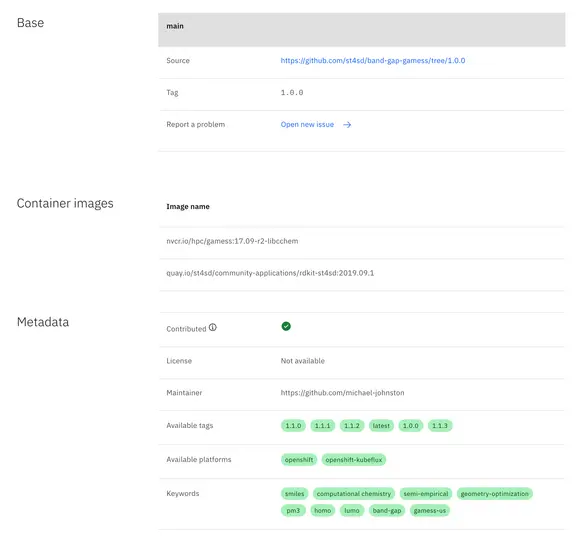 Base
main
Source https://github.com/st4sd/band-gap-gamess/tree/1.0.0
Tag 1.0.0
Report a problem Open new issue →
Container images
Image name
nvcr.io/hpc/gamess:17.09-r2-libcchem
quay.io/st4sd/community-applications/rdkit-st4sd:2019.09.1
Metadata
Contributed
License Not available
Maintainer https://github.com/michael-johnston
Available tags 1.1.0 1.1.1 1.1.2 latest 1.0.0 1.1.3
Available platforms openshift openshift-kubeflux
Keywords smiles computational chemistry semi-empirical geometry-optimization
pm3 homo lumo band-gap gamess-us